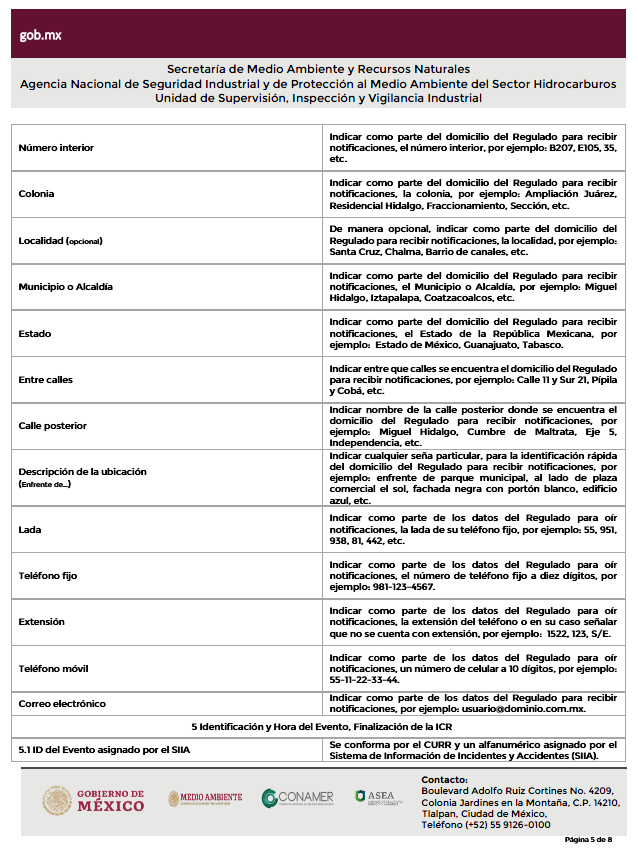 gob.mx
Secretaría de Medio Ambiente y Recursos Naturales
Agencia Nacional de Seguridad Industrial y de Protección al Medio Ambiente del Sector Hidrocarburos
Unidad de Supervisión, Inspección y Vigilancia Industrial
Número interior
Indicar como parte del domicilio del Regulado para recibir
notificaciones, el número interior, por ejemplo: B207, E105, 35,
etc.
Colonia
Indicar como parte del domicilio del Regulado para recibir
notificaciones, la colonia, por ejemplo: Ampliación Juárez,
Residencial Hidalgo, Fraccionamiento, Sección, etc.
Localidad (opcional)
De manera opcional, indicar como parte del domicilio del
Regulado para recibir notificaciones, la localidad, por ejemplo:
Santa Cruz, Chalma, Barrio de canales, etc.
Municipio o Alcaldía
Indicar como parte del domicilio del Regulado para recibir
notificaciones, el Municipio o Alcaldía, por ejemplo: Miguel
Hidalgo, Iztapalapa, Coatzacoalcos, etc.
Estado
Indicar como parte del domicilio del Regulado para recibir
notificaciones, el Estado de la República Mexicana, por
ejemplo: Estado de México, Guanajuato, Tabasco.
Entre calles
Indicar entre que calles se encuentra el domicilio del Regulado
para recibir notificaciones, por ejemplo: Calle 11 y Sur 21, Pípila
y Cobá, etc.
Calle posterior
Indicar nombre de la calle posterior donde se encuentra el
domicilio del Regulado para recibir notificaciones, por
ejemplo: Miguel Hidalgo, Cumbre de Maltrata, Eje 5,
Independencia, etc.
Descripción de la ubicación
(Enfrente de...)
Indicar cualquier seña particular, para la identificación rápida
del domicilio del Regulado para recibir notificaciones, por
ejemplo: enfrente de parque municipal, al lado de plaza
comercial el sol, fachada negra con portón blanco, edificio
azul, etc.
Lada
Indicar como parte de los datos del Regulado para oír
notificaciones, la lada de su teléfono fijo, por ejemplo: 55, 951,
938, 81, 442, etc.
Teléfono fijo
Indicar como parte de los datos del Regulado para oír
notificaciones, el número de teléfono fijo a diez dígitos, por
ejemplo: 981-123-4567.
Extensión
Indicar como parte de los datos del Regulado para oír
notificaciones, la extensión del teléfono o en su caso señalar
que no se cuenta con extensión, por ejemplo: 1522, 123, S/E.
Teléfono móvil
Indicar como parte de los datos del Regulado para oír
notificaciones, un número de celular a 10 dígitos, por ejemplo:
55-11-22-33-44.
Correo electrónico
Indicar como parte de los datos del Regulado para recibir
notificaciones, por ejemplo: usuario@dominio.com.mx.
5 Identificación y Hora del Evento, Finalización de la ICR
5.1 ID del Evento asignado por el SIIA
Se conforma por el CURR y un alfanumérico asignado por el
Sistema de Información de Incidentes y Accidentes (SIIA).
GOBIERNO DE
MÉXICO
MEDIO AMBIENTE
CONAMER
ASEA
Contacto:
Boulevard Adolfo Ruiz Cortines No. 4209,
Colonia Jardines en la Montaña, C.P. 14210,
Tlalpan, Ciudad de México,
Teléfono (+52) 55 9126-0100
Página 5 de 8